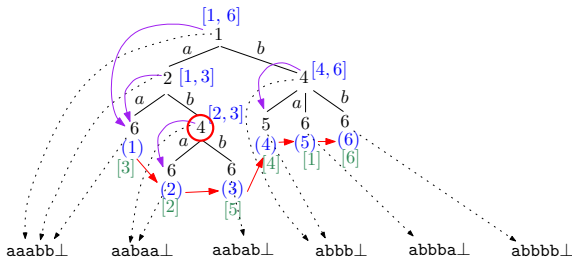 [1, 6]
1
a b
2 [1, 3] 4 [4, 6]
a b a b
[2, 3]
6 4 5 6 6
(1) a b (4) (5) (6)
[3] 6 6 [4] [1] [6]
(2) (3)
[2] [5]
aaabb⊥ aabaa⊥ aabab⊥ abbb⊥ abbba⊥ abbbb⊥